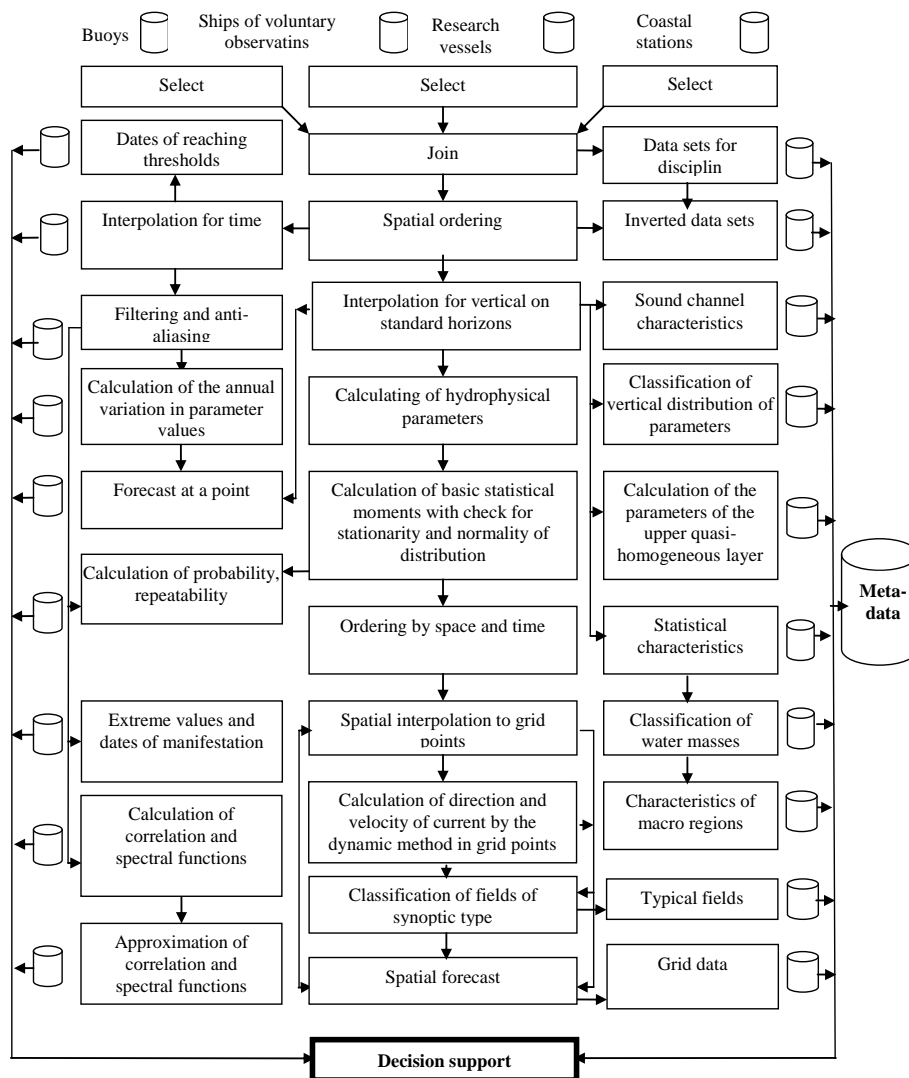 Buoys
Ships of voluntary
observatins
Research
vessels
Coastal
stations
Select
Select
Select
Dates of reaching
thresholds
Join
Data sets for
disciplin
Interpolation for time
Spatial ordering
Inverted data sets
Filtering and anti-
aliasing
Interpolation for vertical on
standard horizons
Sound channel
characteristics
Calculation of the
annual variation in parameter
values
Calculating of hydrophysical
parameters
Classification of
vertical distribution of
parameters
Forecast at a point
Calculation of basic statistical
moments with check for
stationarity and normality of
distribution
Calculation of the
parameters of the
upper quasi-
homogeneous layer
Calculation of probability,
repeatability
Meta-
data
Ordering by space and time
Statistical
characteristics
Extreme values and
dates of manifestation
Spatial interpolation to grid
points
Classification of
water masses
Calculation of
correlation and
spectral functions
Calculation of direction and
velocity of current by the
dynamic method in grid points
Characteristics of
macro regions
Classification of fields of
synoptic type
Typical fields
Approximation of
correlation and
spectral functions
Spatial forecast
Grid data
Decision support